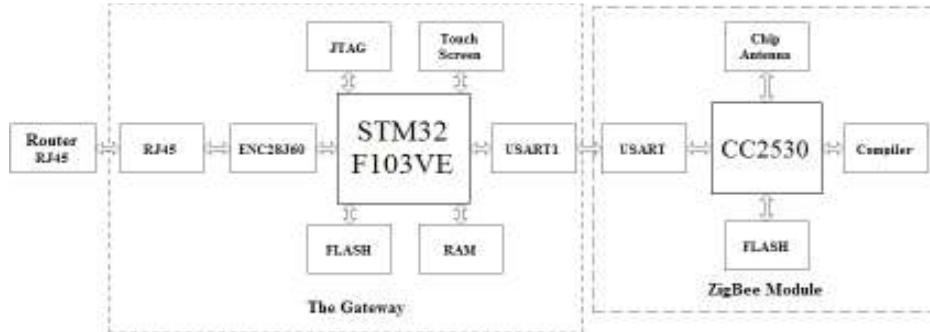 JTAG
Touch
Screen
Chip
Antenna
Router
RJ45
RJ45
ENC28J60
STM32
F103VE
USART1
USART
CC2530
Compiler
FLASH
RAM
FLASH
The Gateway
ZigBee Module